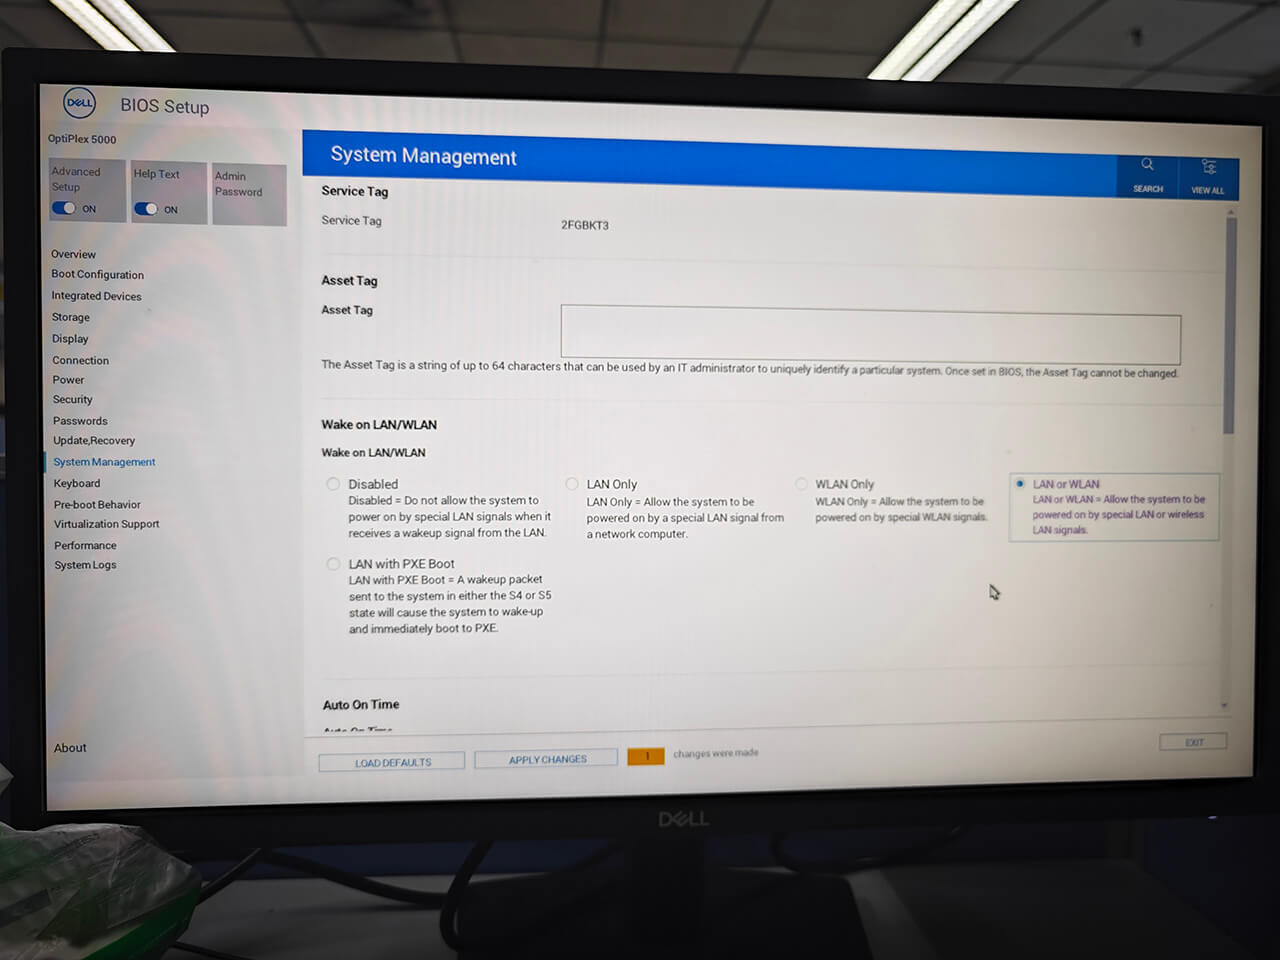 DELL
BIOS Setup
OptiPlex 5000
Advanced Setup
ON
Help Text
ON
Admin Password
Overview
Boot Configuration
Integrated Devices
Storage
Display
Connection
Power
Security
Passwords
Update,Recovery
System Management
Keyboard
Pre-boot Behavior
Virtualization Support
Performance
System Logs
About
System Management
SEARCH
VIEW ALL
Service Tag
Service Tag
2FGBKT3
Asset Tag
Asset Tag
The Asset Tag is a string of up to 64 characters that can be used by an IT administrator to uniquely identify a particular system. Once set in BIOS, the Asset Tag cannot be changed.
Wake on LAN/WLAN
Wake on LAN/WLAN
Disabled
Disabled = Do not allow the system to
power on by special LAN signals when it
receives a wakeup signal from the LAN.
LAN Only
LAN Only = Allow the system to be
powered on by a special LAN signal from
a network computer.
WLAN Only
WLAN Only = Allow the system to be
powered on by special WLAN signals.
LAN or WLAN
LAN or WLAN = Allow the system to be
powered on by special LAN or wireless
LAN signals.
LAN with PXE Boot
LAN with PXE Boot = A wakeup packet
sent to the system in either the S4 or S5
state will cause the system to wake-up
and immediately boot to PXE.
Auto On Time
Auto On Time
LOAD DEFAULTS
APPLY CHANGES
1
changes were made
EXIT
DELL